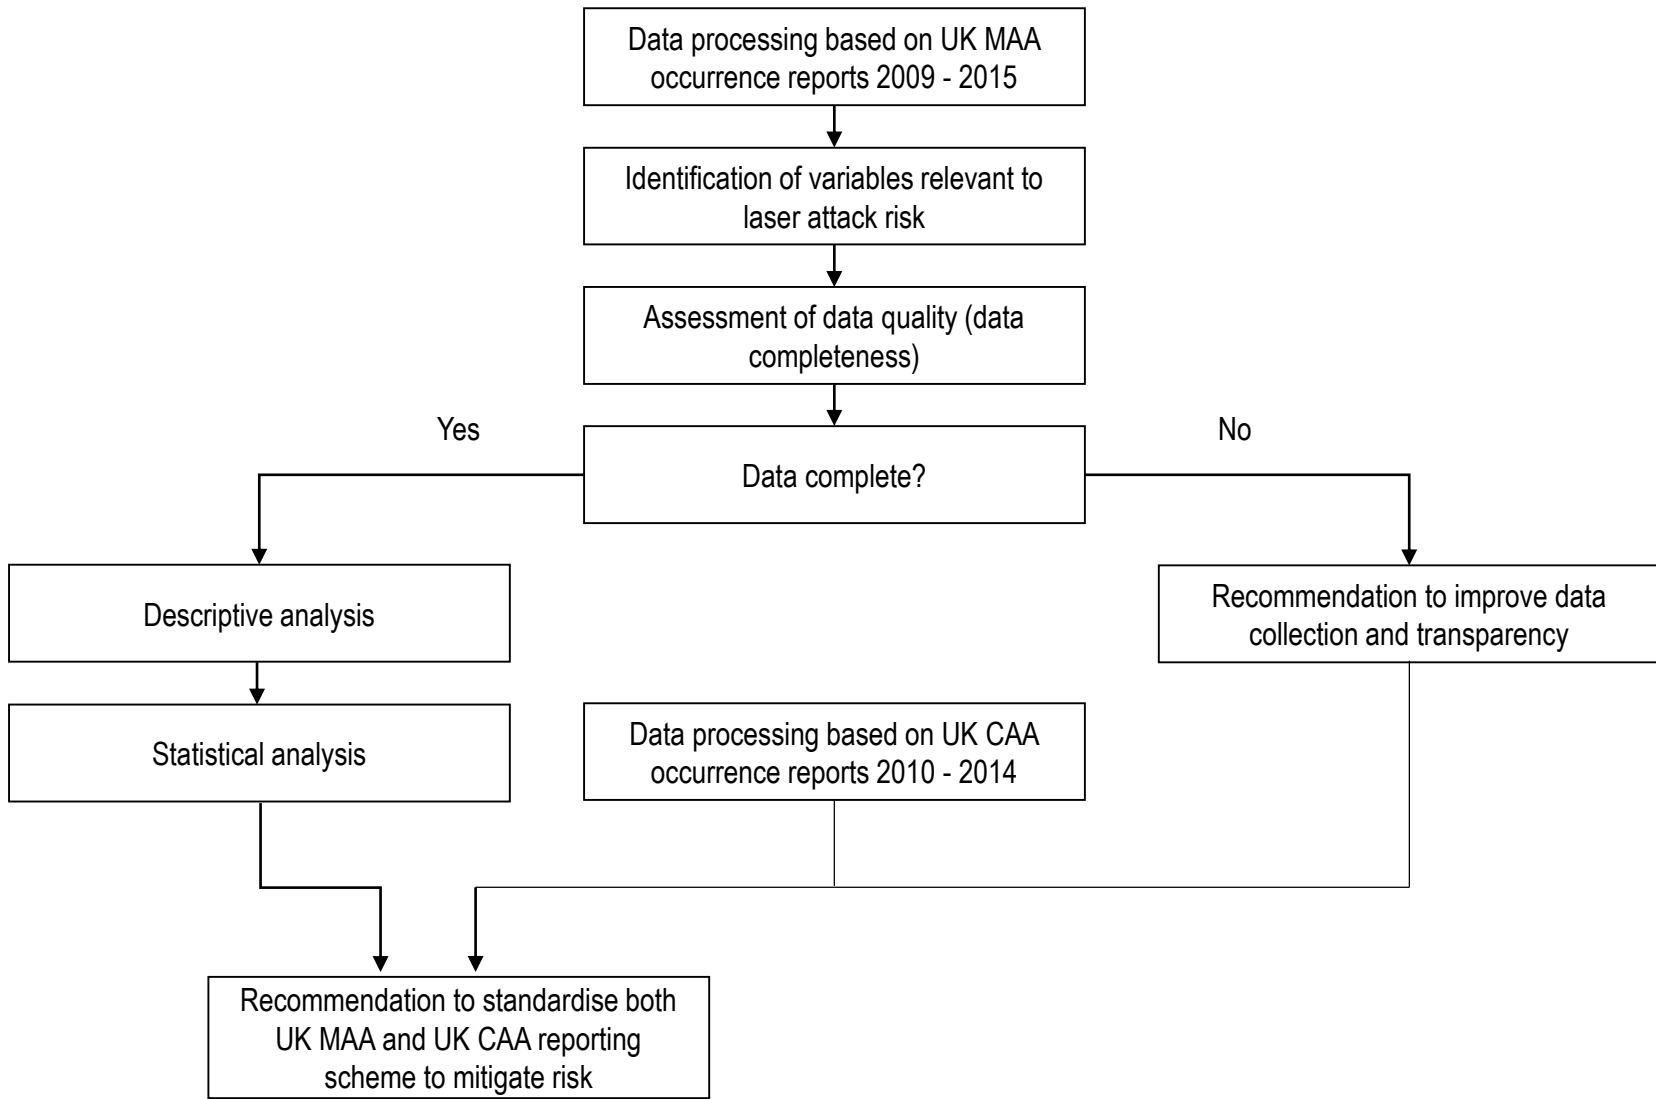 Data processing based on UK MAA
occurrence reports 2009 - 2015
Identification of variables relevant to
laser attack risk
Assessment of data quality (data
completeness)
Yes
No
Data complete?
Descriptive analysis
Recommendation to improve data
collection and transparency
Statistical analysis
Data processing based on UK CAA
occurrence reports 2010 - 2014
Recommendation to standardise both
UK MAA and UK CAA reporting
scheme to mitigate risk